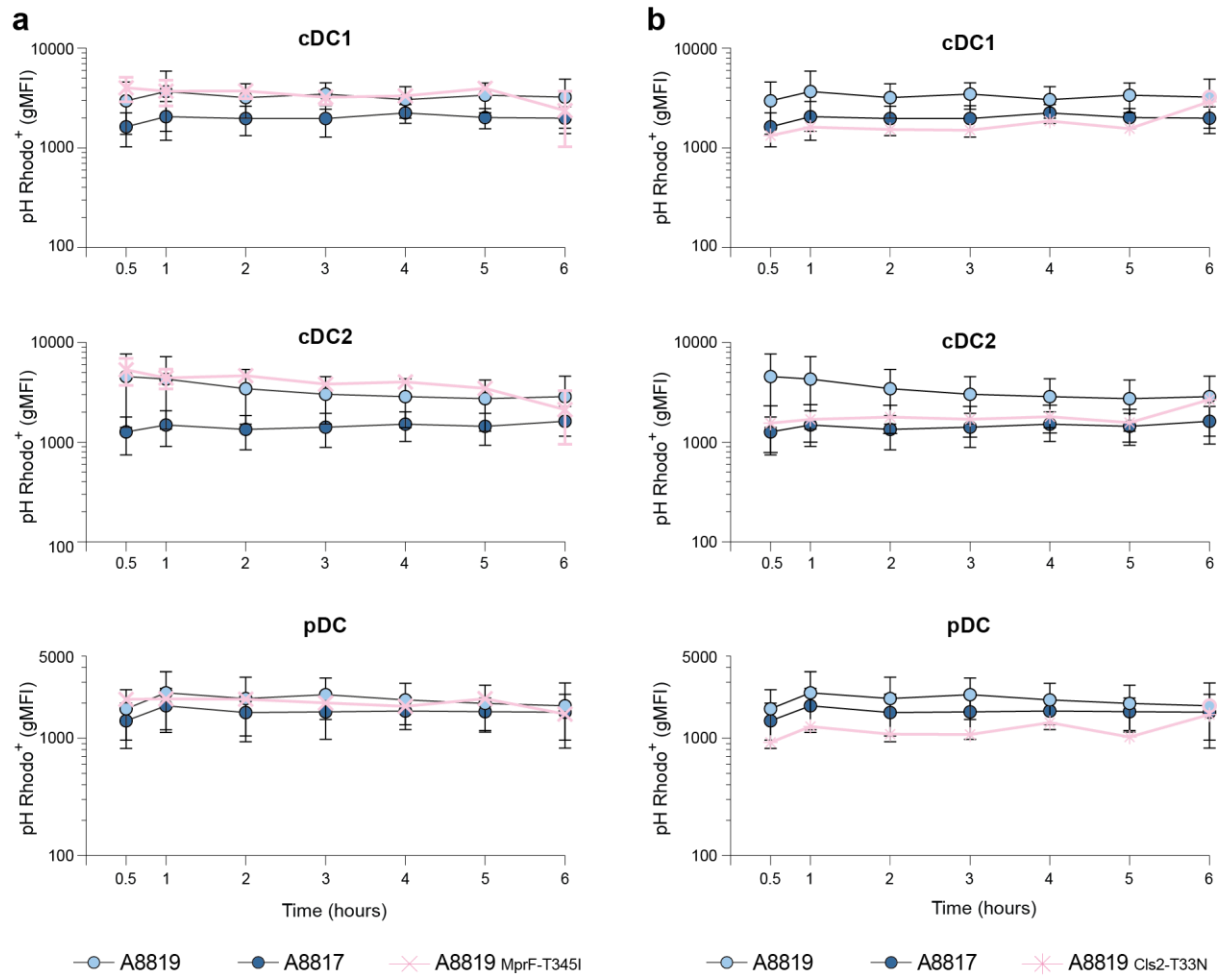 a
cDC1
pH Rhodo+ (gMFI)
10000
1000
100
0.5 1 2 3 4 5 6
cDC2
pH Rhodo+ (gMFI)
10000
1000
100
0.5 1 2 3 4 5 6
pDC
pH Rhodo+ (gMFI)
5000
1000
100
0.5 1 2 3 4 5 6
Time (hours)
A8819 A8817 A8819 MprF-T345I
b
cDC1
pH Rhodo+ (gMFI)
10000
1000
100
0.5 1 2 3 4 5 6
cDC2
pH Rhodo+ (gMFI)
10000
1000
100
0.5 1 2 3 4 5 6
pDC
pH Rhodo+ (gMFI)
5000
1000
100
0.5 1 2 3 4 5 6
Time (hours)
A8819 A8817 A8819 Cls2-T33N